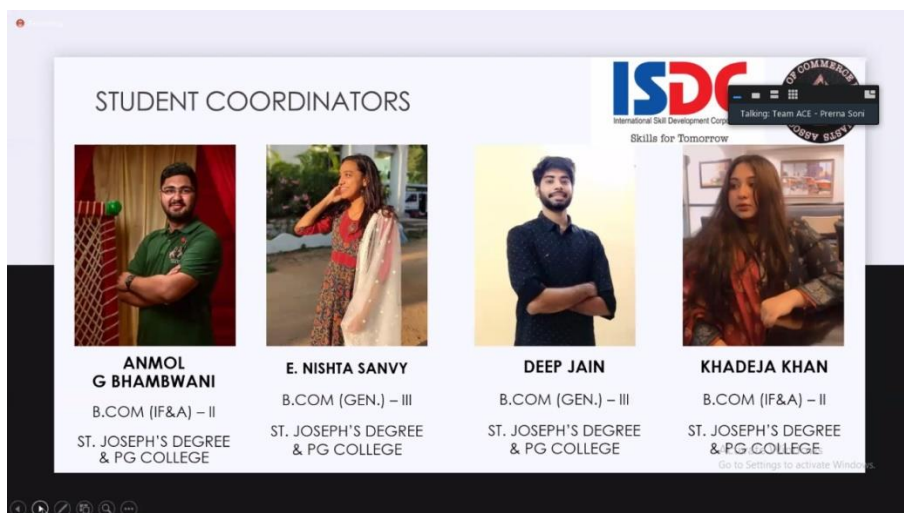 STUDENT COORDINATORS
ISDC
International Skill Development
Skills for Tomorrow
OF COMMERCE
Talking: Team ACE - Prerna Soni
ANMOL
G BHAMBWANI
B.COM (IF&A) – II
ST. JOSEPH'S DEGREE
& PG COLLEGE
E. NISHTA SANVY
B.COM (GEN.) – III
ST. JOSEPH'S DEGREE
& PG COLLEGE
DEEP JAIN
B.COM (GEN.) – III
ST. JOSEPH'S DEGREE
& PG COLLEGE
KHADEJA KHAN
B.COM (IF&A) – II
ST. JOSEPH'S DEGREE
& PG COLLEGE
Go to Settings to activate Windows.